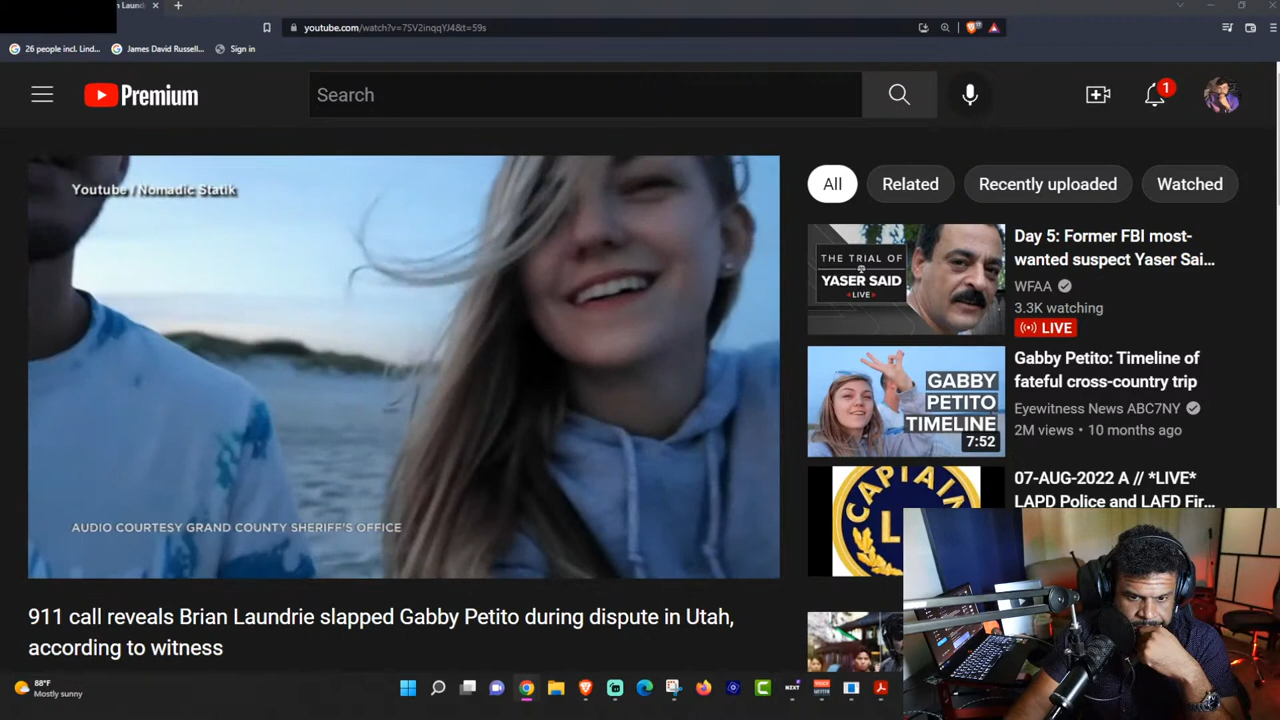 Laund
youtube.com/watch?v=7SV2inqqYJ4&t=59s
26 people incl. Lind...
James David Russell...
Sign in
Premium
Search
1
Youtube / Nomadic Statik
AUDIO COURTESY GRAND COUNTY SHERIFF'S OFFICE
911 call reveals Brian Laundrie slapped Gabby Petito during dispute in Utah,
according to witness
All
Related
Recently uploaded
Watched
THE TRIAL OF
YASER SAID
LIVE
Day 5: Former FBI most-
wanted suspect Yaser Sai...
WFAA
3.3K watching
LIVE
GABBY
PETITO
TIMELINE
7:52
Gabby Petito: Timeline of
fateful cross-country trip
Eyewitness News ABC7NY
2M views • 10 months ago
CAPTAIN
L
07-AUG-2022 A // *LIVE*
LAPD Police and LAFD Fir...
88°F
Mostly sunny
NEXT